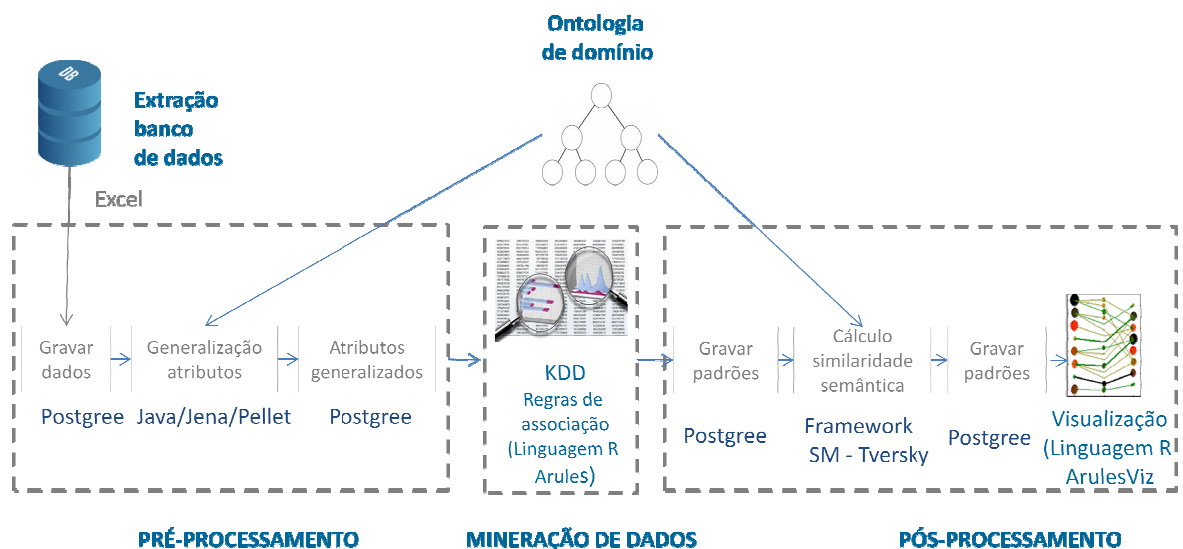 Ontologia
de domínio
DB
Extração
banco
de dados
Excel
Gravar
dados
Generalização
atributos
Atributos
generalizados
Postgree
Java/Jena/Pellet
Postgree
KDD
Regras de
associação
(Linguagem R
Arules)
Gravar
padrões
Cálculo
similaridade
semântica
Gravar
padrões
Postgree
Framework
SM - Tversky
Postgree
Visualização
(Linguagem R
ArulesViz
PRÉ-PROCESSAMENTO
MINERAÇÃO DE DADOS
PÓS-PROCESSAMENTO